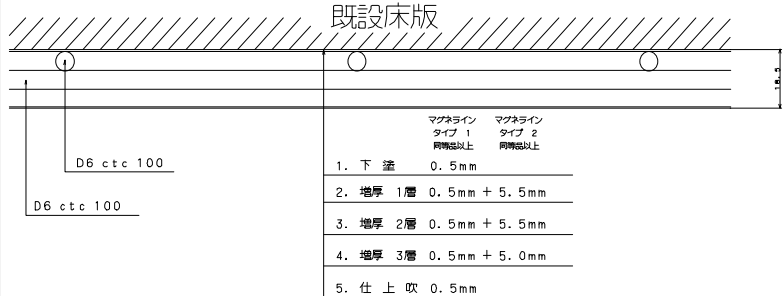 既設床版
18.5
マグネライン マグネライン
タイプ 1 タイプ 2
同等品以上 同等品以上
D6 ctc 100
D6 ctc 100
1. 下 塗 0.5mm
2. 増厚 1層 0.5mm + 5.5mm
3. 増厚 2層 0.5mm + 5.5mm
4. 増厚 3層 0.5mm + 5.0mm
5. 仕 上 吹 0.5mm